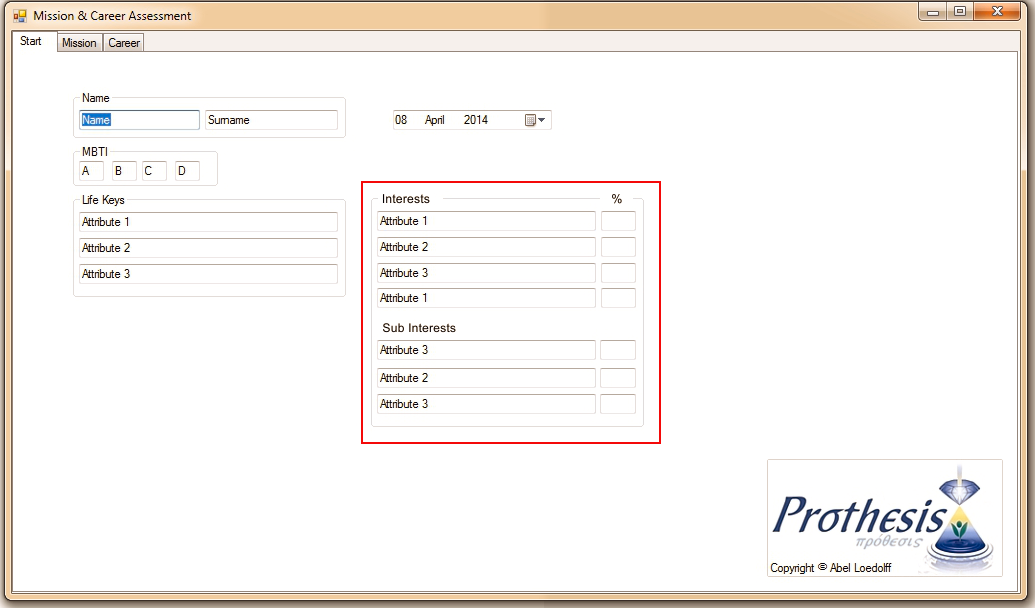 Mission & Career Assessment
Start Mission Career
Name
Name Surname
08 April 2014
MBTI
A B C D
Life Keys
Attribute 1
Attribute 2
Attribute 3
Interests %
Attribute 1
Attribute 2
Attribute 3
Attribute 1
Sub Interests
Attribute 3
Attribute 2
Attribute 3
Prothesis
πρόθεσις
Copyright © Abel Loedolff